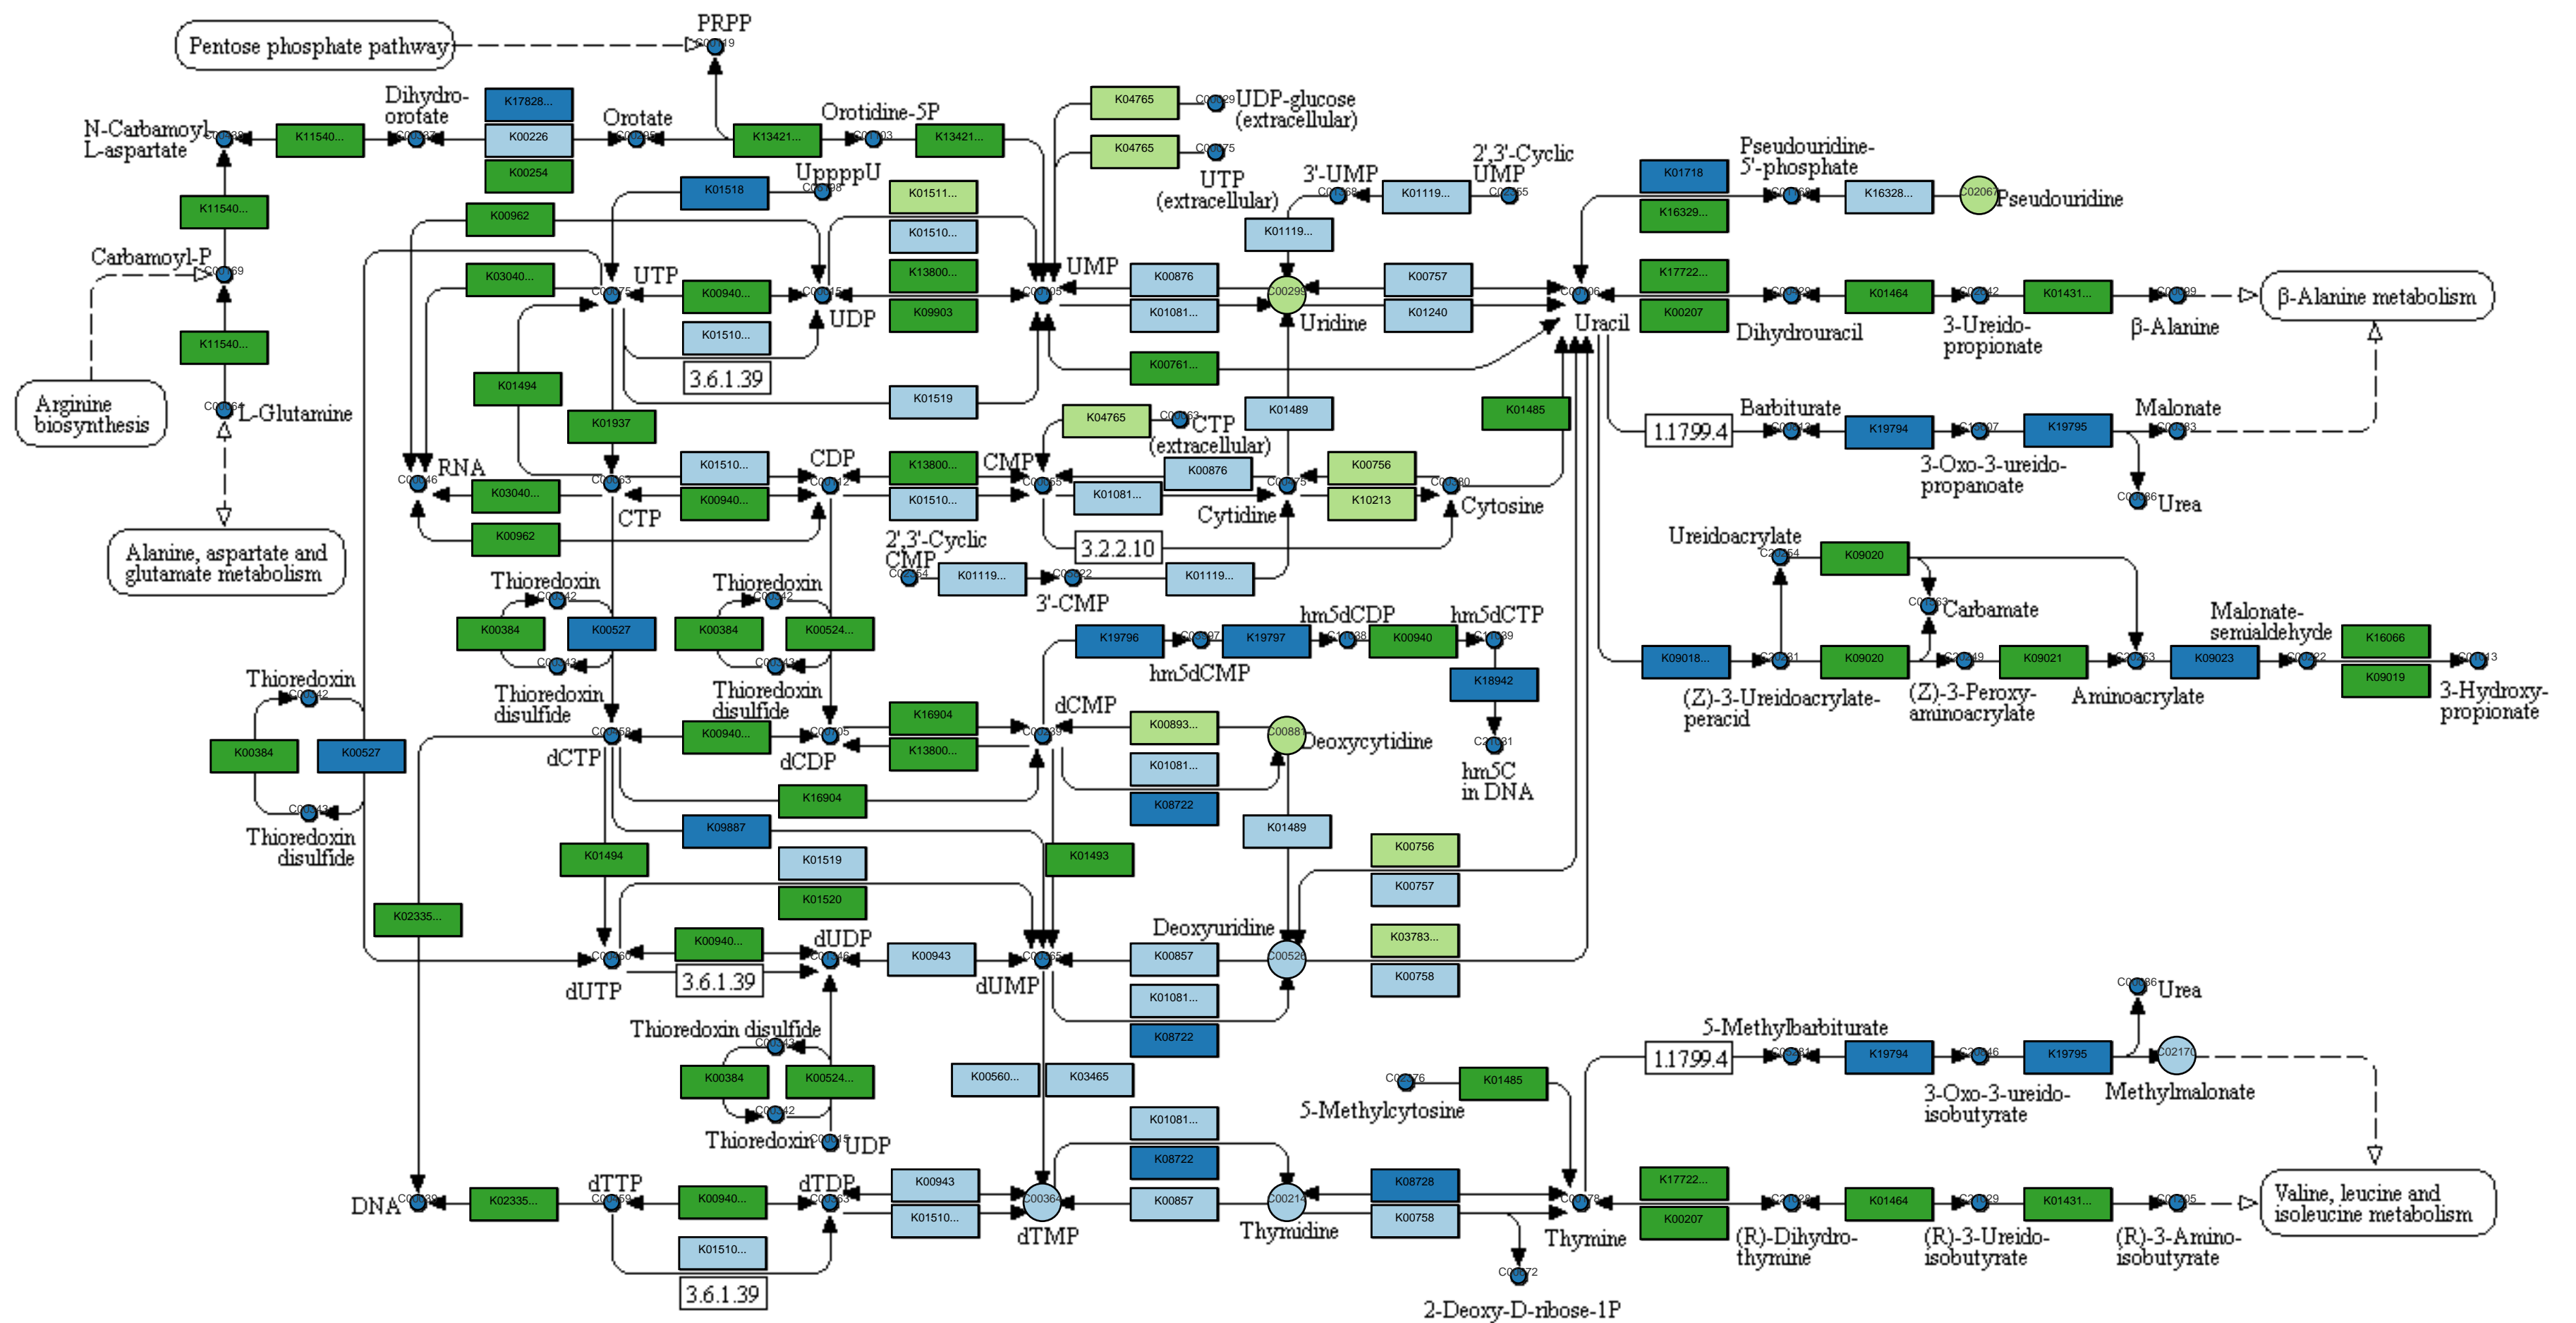 PRPP
Pentose phosphate pathway
C00119
Dihydro-
orotate
K17828...
Orotate
Orotidine-5P
K04765
C00029
UDP-glucose
(extracellular)
N-Carbamoyl-
L-aspartate
K11540...
K00226
K13421...
K13421...
K00254
K04765
C00075
UTP
(extracellular)
UppppU
K01518
K01511...
3'-UMP
2',3'-Cyclic
UMP
K01119...
K01718
Pseudouridine-
5'-phosphate
K16328...
C02067
Pseudouridine
K11540...
K00962
K01510...
K01119...
K16329...
Carbamoyl-P
K03040...
UTP
K00940...
UDP
K13800...
K09903
UMP
K00876
K01081...
C00299
Uridine
K00757
K01240
Uracil
K17722...
K00207
Dihydrouracil
K01464
3-Ureido-
propionate
K01431...
β-Alanine
β-Alanine metabolism
K11540...
K01510...
3.6.1.39
K00761...
Arginine
biosynthesis
L-Glutamine
K01494
K01519
K01937
K04765
C00063
CTP
(extracellular)
K01489
K01485
1.1.799.4
Barbiturate
K19794
3-Oxo-3-ureido-
propanoate
K19795
Malonate
Urea
RNA
K03040...
CTP
K01510...
K00940...
CDP
K13800...
K01510...
CMP
K00876
K01081...
Cytidine
K00756
K10213
Cytosine
K00962
3.2.2.10
Alanine, aspartate and
glutamate metabolism
2',3'-Cyclic
CMP
K01119...
3'-CMP
K01119...
Ureidoacrylate
K09020
Carbamate
Thioredoxin
K00384
K00527
Thioredoxin
disulfide
Thioredoxin
K00384
K00524...
Thioredoxin
disulfide
K19796
hm5dCMP
K19797
hm5dCDP
K00940
hm5dCTP
K18942
hm5C
in DNA
K09018...
(Z)-3-Ureidoacrylate-
peracid
K09020
(Z)-3-Peroxy-
aminoacrylate
K09021
Aminoacrylate
K09023
Malonate-
semialdehyde
K16066
K09019
3-Hydroxy-
propionate
Thioredoxin
K00384
K00527
Thioredoxin
disulfide
dCTP
K00940...
dCDP
K16904
K13800...
dCMP
K00893...
K01081...
K08722
C00881
Deoxycytidine
K16904
K09887
K01494
K01519
K01520
K01493
K01489
K00756
K00757
K02335...
dUTP
K00940...
3.6.1.39
dUDP
K00943
dUMP
K00857
K01081...
K08722
Deoxyuridine
C00526
K03783...
K00758
Thioredoxin disulfide
K00384
K00524...
Thioredoxin
UDP
K00560...
K03465
5-Methylcytosine
K01485
1.1.799.4
5-Methylbarbiturate
K19794
3-Oxo-3-ureido-
isobutyrate
K19795
C02170
Methylmalonate
Urea
DNA
K02335...
dTTP
K00940...
K01510...
3.6.1.39
dTDP
K00943
K01510...
C00364
dTMP
K01081...
K08722
K00857
C00214
Thymidine
K08728
K00758
Thymine
2-Deoxy-D-ribose-1P
K17722...
K00207
(R)-Dihydro-
thymine
K01464
(R)-3-Ureido-
isobutyrate
K01431...
(R)-3-Amino-
isobutyrate
Valine, leucine and
isoleucine metabolism